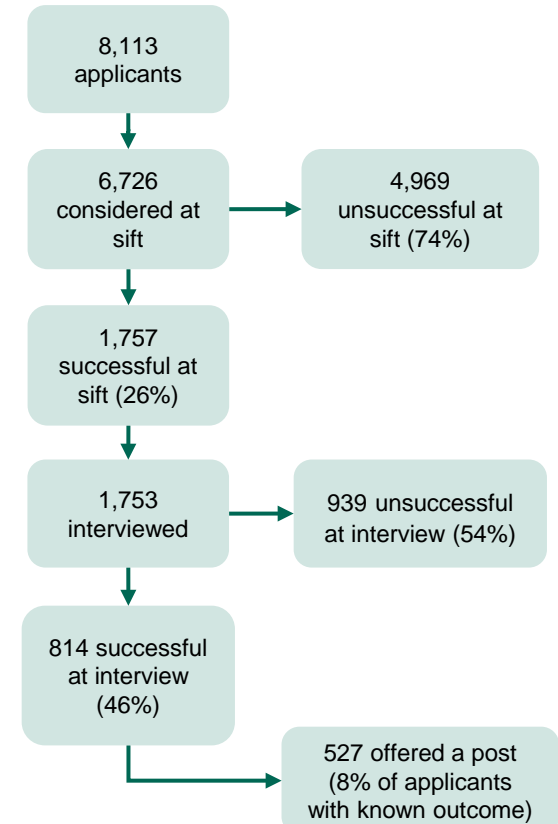 8,113
applicants
6,726
considered at
sift
4,969
unsuccessful at
sift (74%)
1,757
successful at
sift (26%)
1,753
interviewed
939 unsuccessful
at interview (54%)
814 successful
at interview
(46%)
527 offered a post
(8% of applicants
with known outcome)